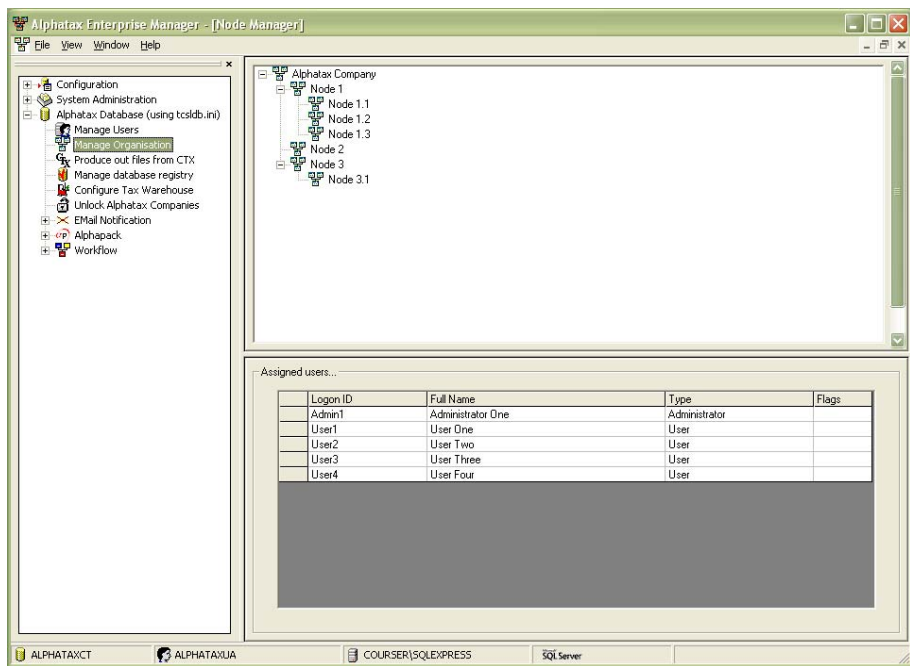 Alphatax Enterprise Manager - [Node Manager]
File View Window Help
Configuration
System Administration
Alphatax Database (using tcsldb.ini)
Manage Users
Manage Organisation
Produce out files from CTX
Manage database registry
Configure Tax Warehouse
Unlock Alphatax Companies
EMail Notification
Alphapack
Workflow
Alphatax Company
Node 1
Node 1.1
Node 1.2
Node 1.3
Node 2
Node 3
Node 3.1
Assigned users...
Logon ID Full Name Type Flags
Admin1 Administrator One Administrator
User1 User One User
User2 User Two User
User3 User Three User
User4 User Four User
ALPHATAXCT ALPHATAXUA COURSER\SQLEXPRESS SQL Server